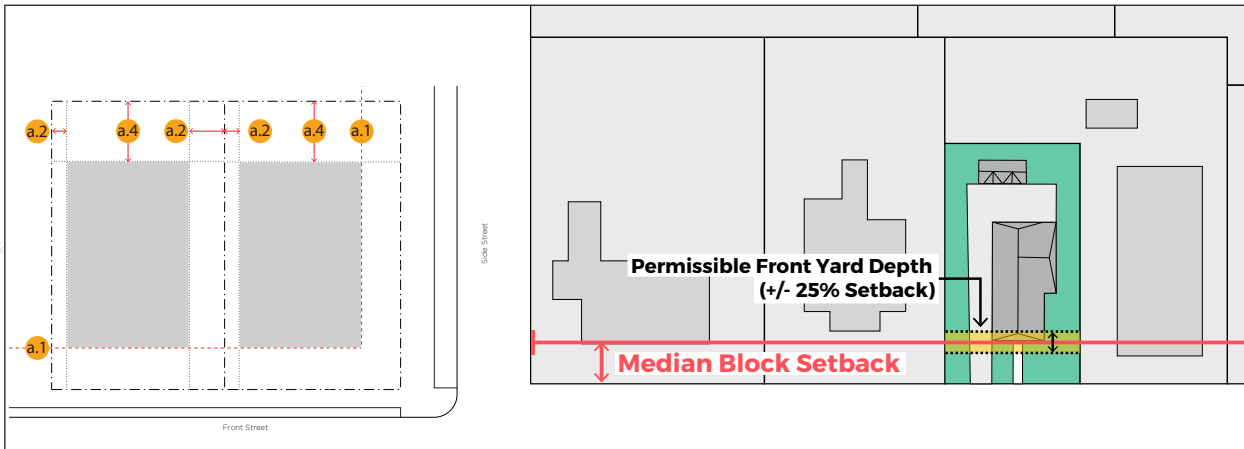 a.2
a.4
a.2
a.2
a.4
a.1
Side Street
a.1
Front Street
Permissible Front Yard Depth
(+/- 25% Setback)
Median Block Setback